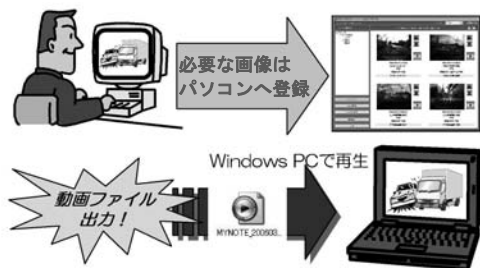 必要な画像は
パソコンへ登録
Windows PCで再生
動画ファイル
出力！
MYNOTE_200603...